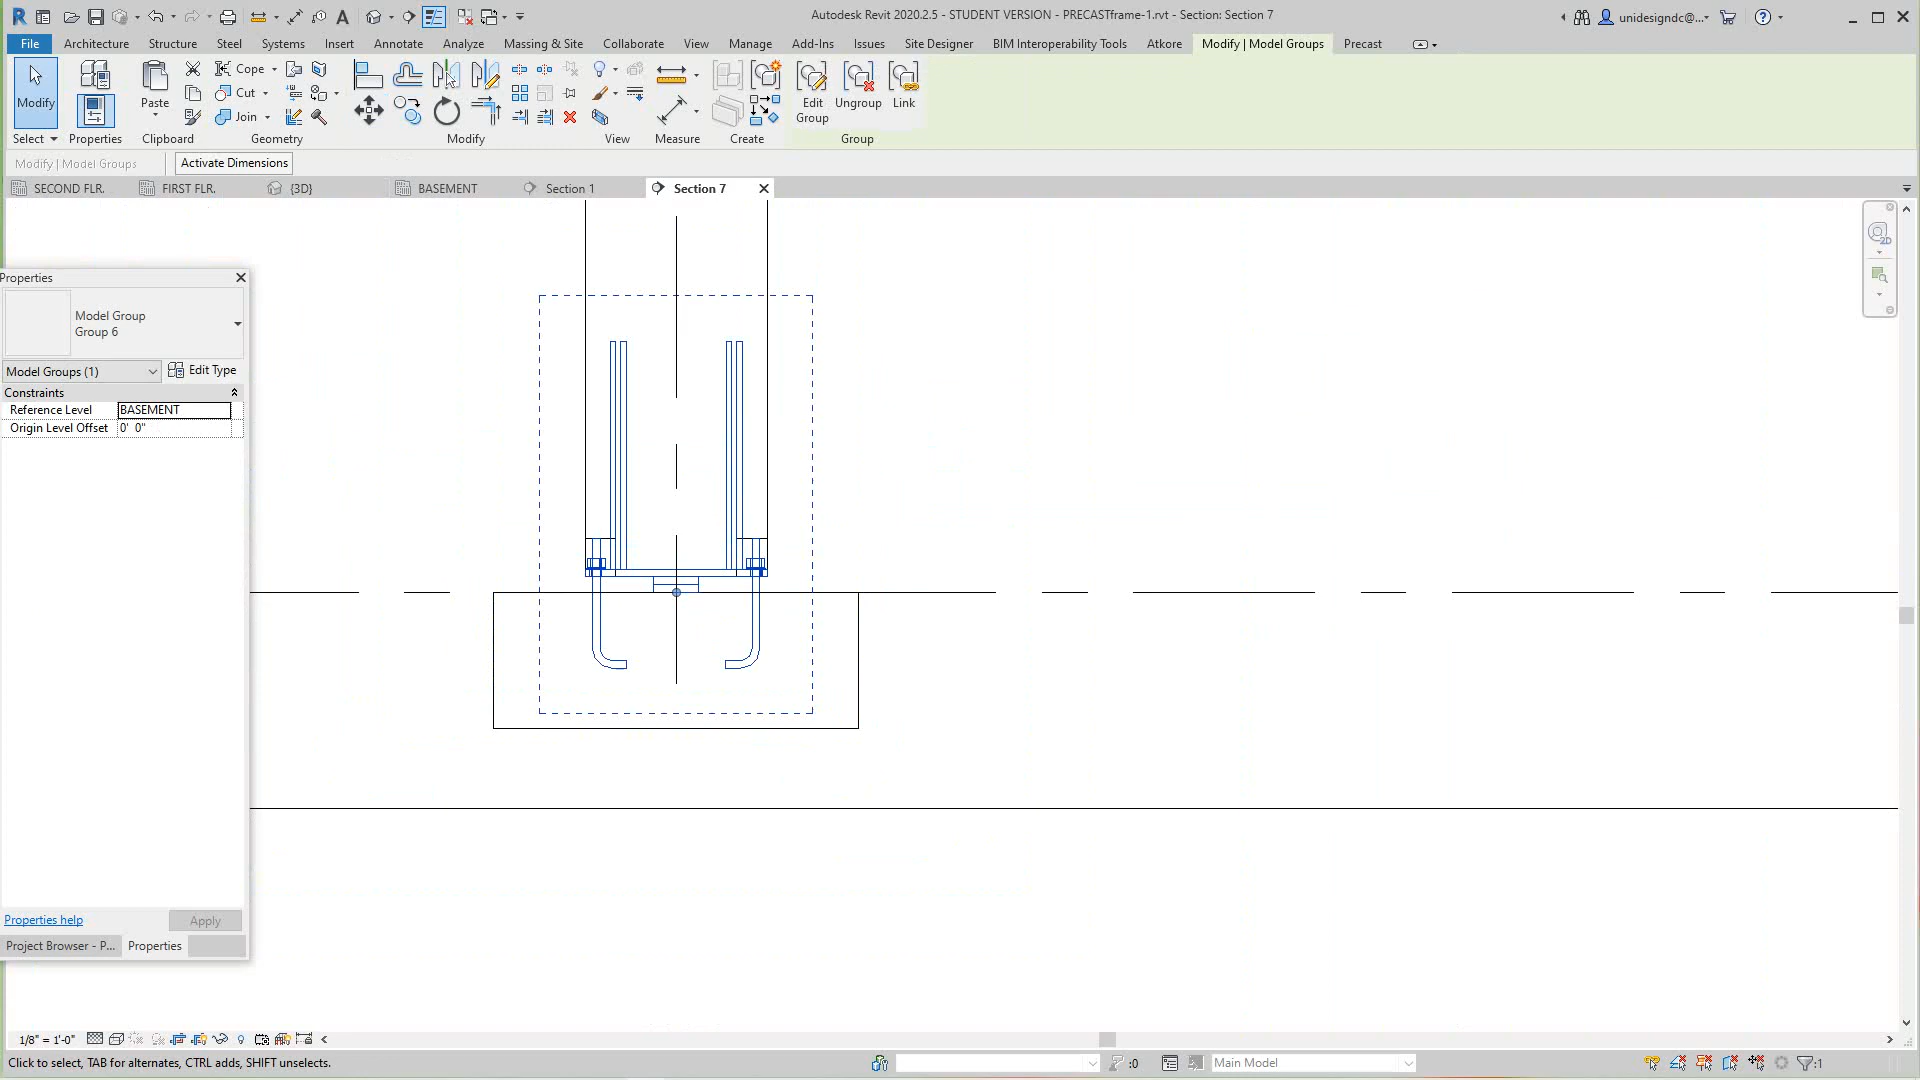 Autodesk Revit 2020.2.5 - STUDENT VERSION - PRECASTframe-1.rvt - Section: Section 7
unidesigndc@...
File Architecture Structure Steel Systems Insert Annotate Analyze Massing & Site Collaborate View Manage Add-Ins Issues Site Designer BIM Interoperability Tools Atkore Modify | Model Groups Precast
Modify
Paste
Cope
Cut
Join
Edit Group
Ungroup
Link
Select Properties Clipboard Geometry Modify View Measure Create Group
Modify | Model Groups Activate Dimensions
SECOND FLR. FIRST FLR. {3D} BASEMENT Section 1 Section 7
2D
Properties
Model Group
Group 6
Model Groups (1) Edit Type
Constraints
Reference Level BASEMENT
Origin Level Offset 0' 0"
Properties help Apply
Project Browser - P... Properties
1/8" = 1'-0"
Click to select, TAB for alternates, CTRL adds, SHIFT unselects. :0 Main Model :1